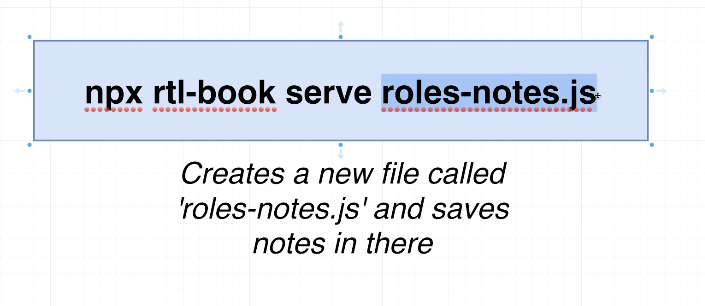 npx rtl-book serve roles-notes.js
Creates a new file called
'roles-notes.js' and saves
notes in there